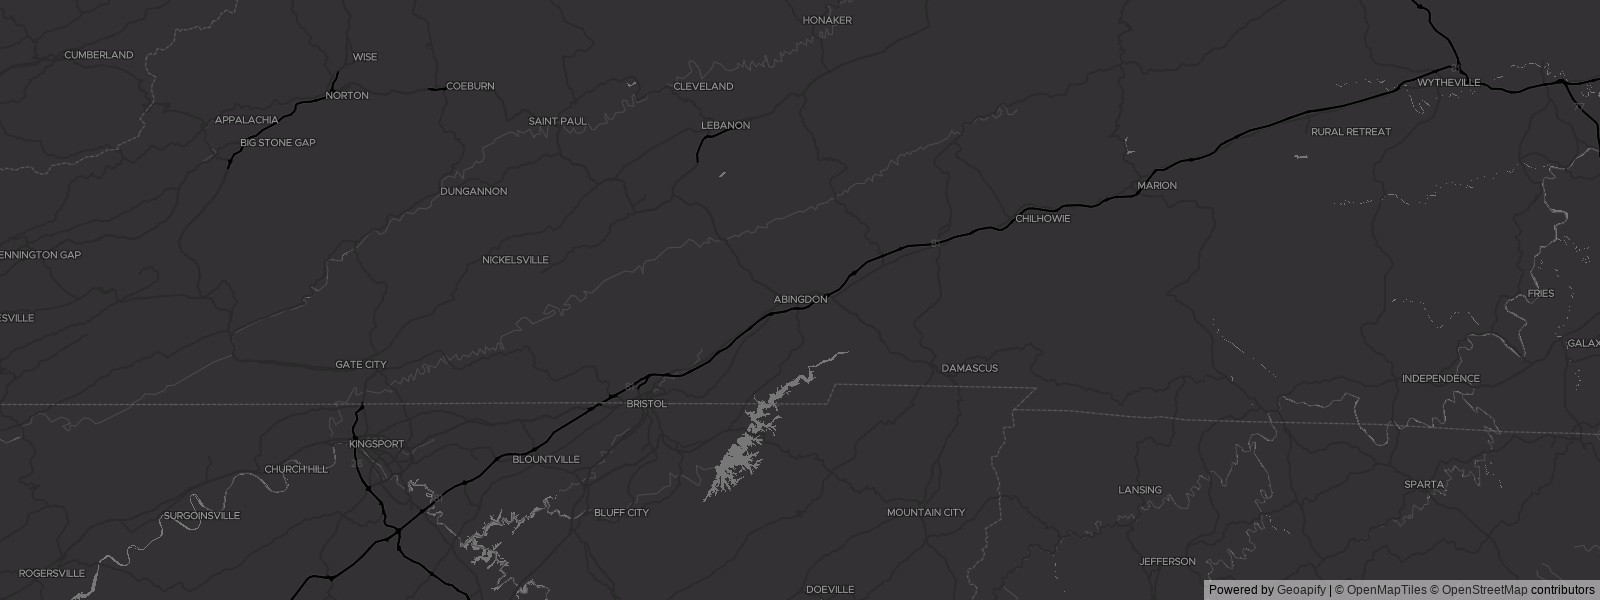 HONAKER
CUMBERLAND
WISE
WYTHEVILLE
COEBURN
CLEVELAND
NORTON
APPALACHIA
SAINT PAUL
LEBANON
RURAL RETREAT
BIG STONE GAP
77
DUNGANNON
MARION
CHILHOWIE
ENNINGTON GAP
NICKELSVILLE
ABINGDON
FRIES
ESVILLE
GALAX
GATE CITY
DAMASCUS
INDEPENDENCE
BRISTOL
KINGSPORT
26
BLOUNTVILLE
CHURCH HILL
SPARTA
LANSING
SURGOINSVILLE
BLUFF CITY
MOUNTAIN CITY
JEFFERSON
ROGERSVILLE
DOEVILLE
Powered by Geoapify | © OpenMapTiles © OpenStreetMap contributors